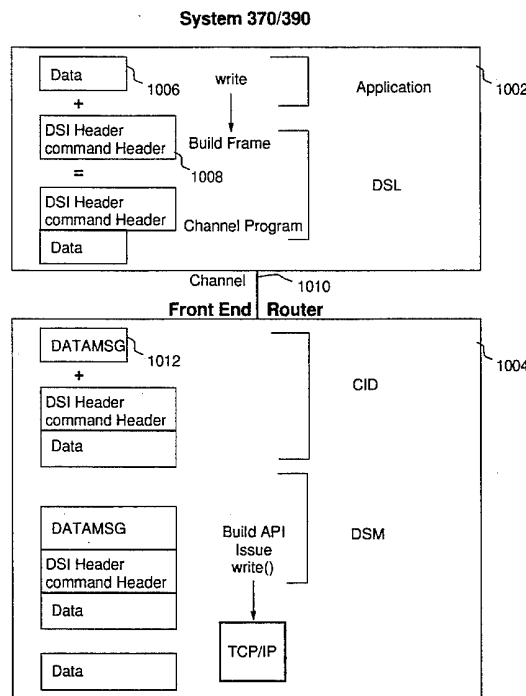 System 370/390
Data
1006
write
Application
1002
+
DSI Header
command Header
1008
Build Frame
=
DSL
DSI Header
command Header
Data
Channel Program
Channel
1010
Front End Router
DATAMSG
1012
1004
+
CID
DSI Header
command Header
Data
DATAMSG
DSI Header
command Header
Data
Build API
Issue
write()
DSM
TCP/IP
Data